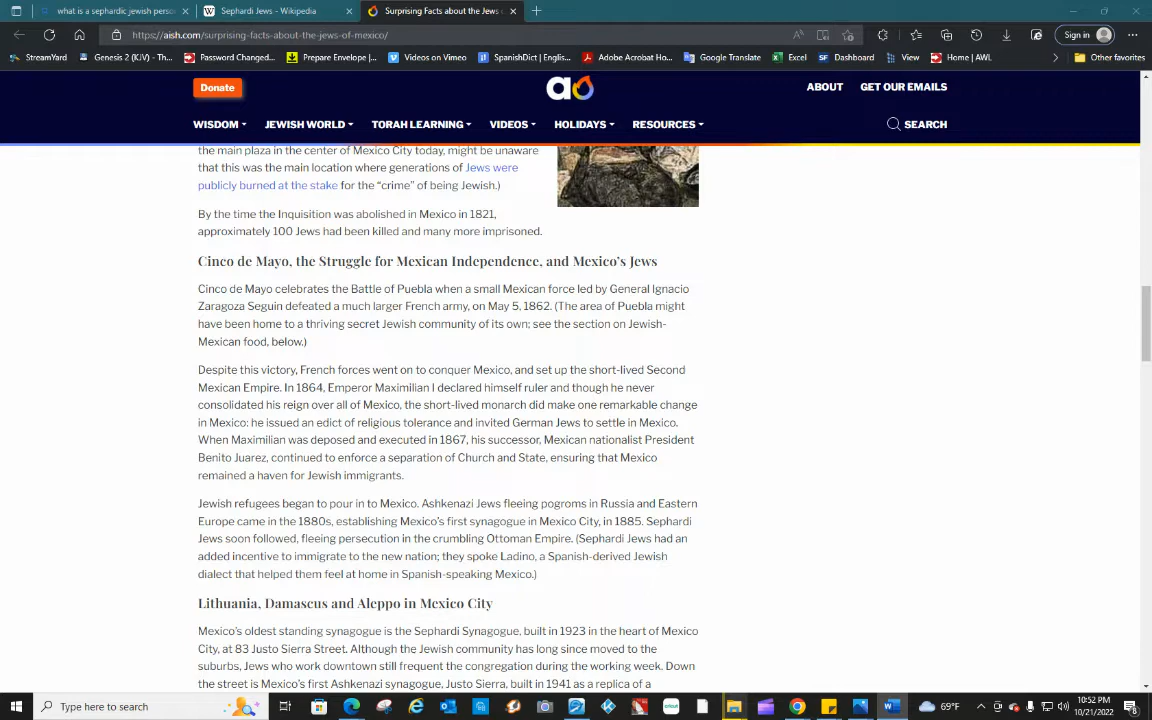 what is a sephardic jewish pers
Sephardi Jews - Wikipedia
Surprising Facts about the Jews
https://aish.com/surprising-facts-about-the-jews-of-mexico/
Sign in
StreamYard
Genesis 2 (KJV) - Th...
Password Changed...
Prepare Envelope |...
Videos on Vimeo
SpanishDict | Englis...
Adobe Acrobat Ho...
Google Translate
Excel
Dashboard
View
Home | AWL
Other favorites
Donate
ABOUT
GET OUR EMAILS
WISDOM
JEWISH WORLD
TORAH LEARNING
VIDEOS
HOLIDAYS
RESOURCES
SEARCH
the main plaza in the center of Mexico City today, might be unaware
that this was the main location where generations of Jews were
publicly burned at the stake for the “crime” of being Jewish.)
By the time the Inquisition was abolished in Mexico in 1821,
approximately 100 Jews had been killed and many more imprisoned.
Cinco de Mayo, the Struggle for Mexican Independence, and Mexico’s Jews
Cinco de Mayo celebrates the Battle of Puebla when a small Mexican force led by General Ignacio
Zaragoza Seguin defeated a much larger French army, on May 5, 1862. (The area of Puebla might
have been home to a thriving secret Jewish community of its own; see the section on Jewish-
Mexican food, below.)
Despite this victory, French forces went on to conquer Mexico, and set up the short-lived Second
Mexican Empire. In 1864, Emperor Maximilian I declared himself ruler and though he never
consolidated his reign over all of Mexico, the short-lived monarch did make one remarkable change
in Mexico: he issued an edict of religious tolerance and invited German Jews to settle in Mexico.
When Maximilian was deposed and executed in 1867, his successor, Mexican nationalist President
Benito Juarez, continued to enforce a separation of Church and State, ensuring that Mexico
remained a haven for Jewish immigrants.
Jewish refugees began to pour in to Mexico. Ashkenazi Jews fleeing pogroms in Russia and Eastern
Europe came in the 1880s, establishing Mexico’s first synagogue in Mexico City, in 1885. Sephardi
Jews soon followed, fleeing persecution in the crumbling Ottoman Empire. (Sephardi Jews had an
added incentive to immigrate to the new nation; they spoke Ladino, a Spanish-derived Jewish
dialect that helped them feel at home in Spanish-speaking Mexico.)
Lithuania, Damascus and Aleppo in Mexico City
Mexico’s oldest standing synagogue is the Sephardi Synagogue, built in 1923 in the heart of Mexico
City, at 83 Justo Sierra Street. Although the Jewish community has long since moved to the
suburbs, Jews who work downtown still frequent the congregation during the working week. Down
the street is Mexico’s first Ashkenazi synagogue, Justo Sierra, built in 1941 as a replica of a
Type here to search
69°F
10:52 PM
10/21/2022